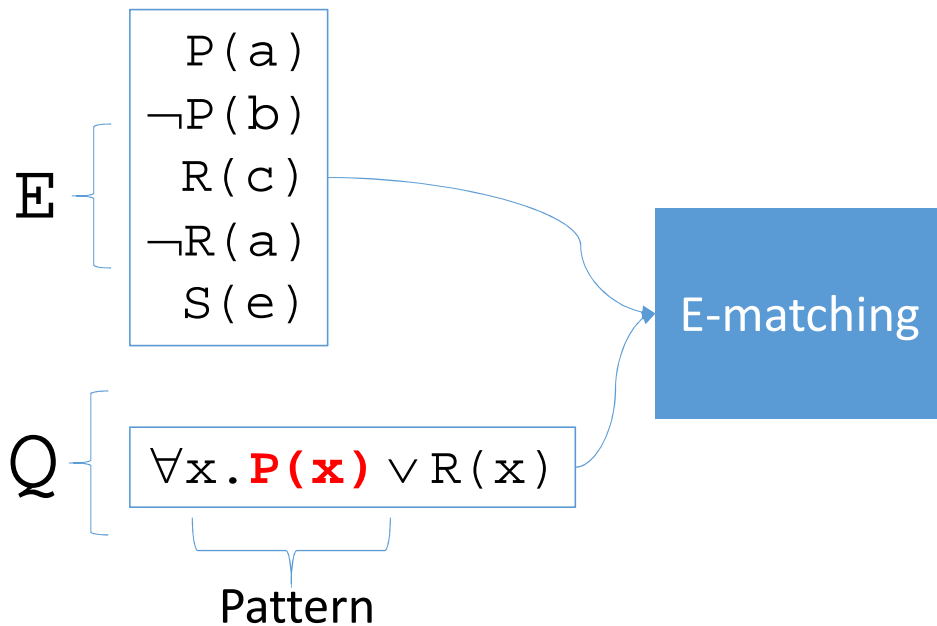 P(a)
¬P(b)
E
R(c)
¬R(a)
S(e)
E-matching
Q
∀x.P(x) ∨ R(x)
Pattern